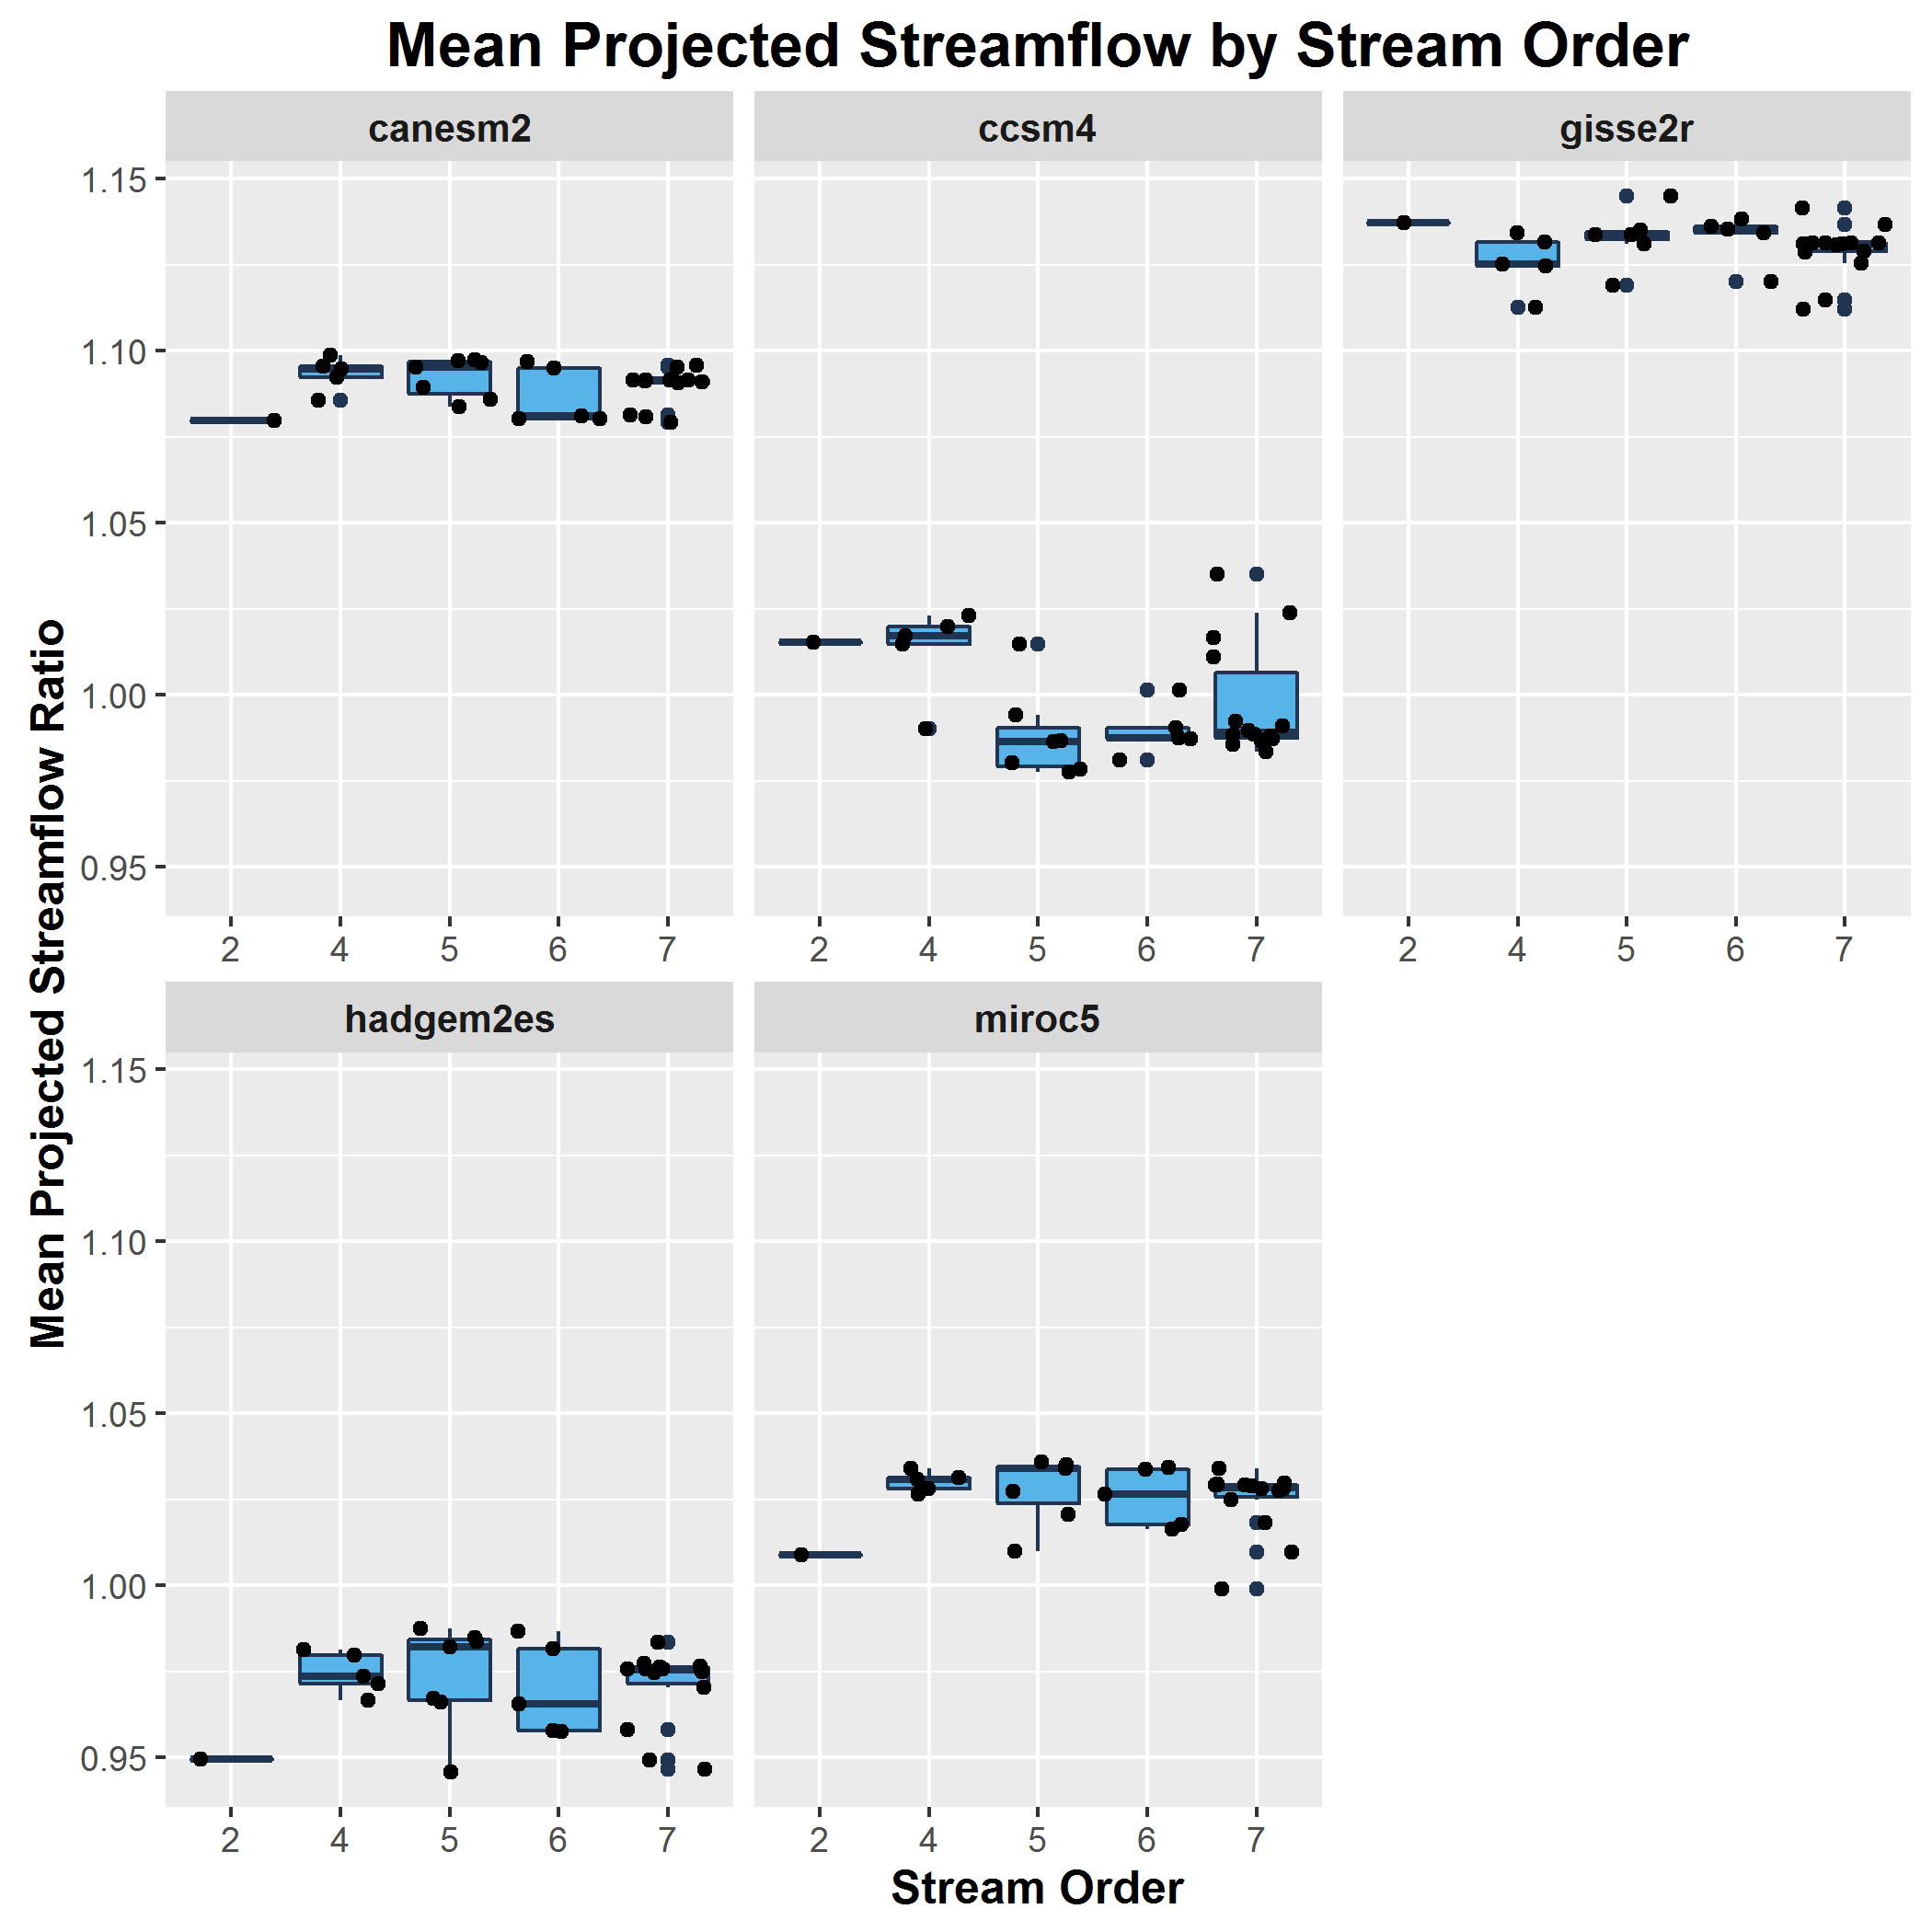 Mean Projected Streamflow by Stream Order
canesm2
ccsm4
gisse2r
1.15
1.10
1.05
1.00
0.95
2 4 5 6 7
2 4 5 6 7
2 4 5 6 7
Mean Projected Streamflow Ratio
hadgem2es
miroc5
1.15
1.10
1.05
1.00
0.95
2 4 5 6 7
2 4 5 6 7
Stream Order